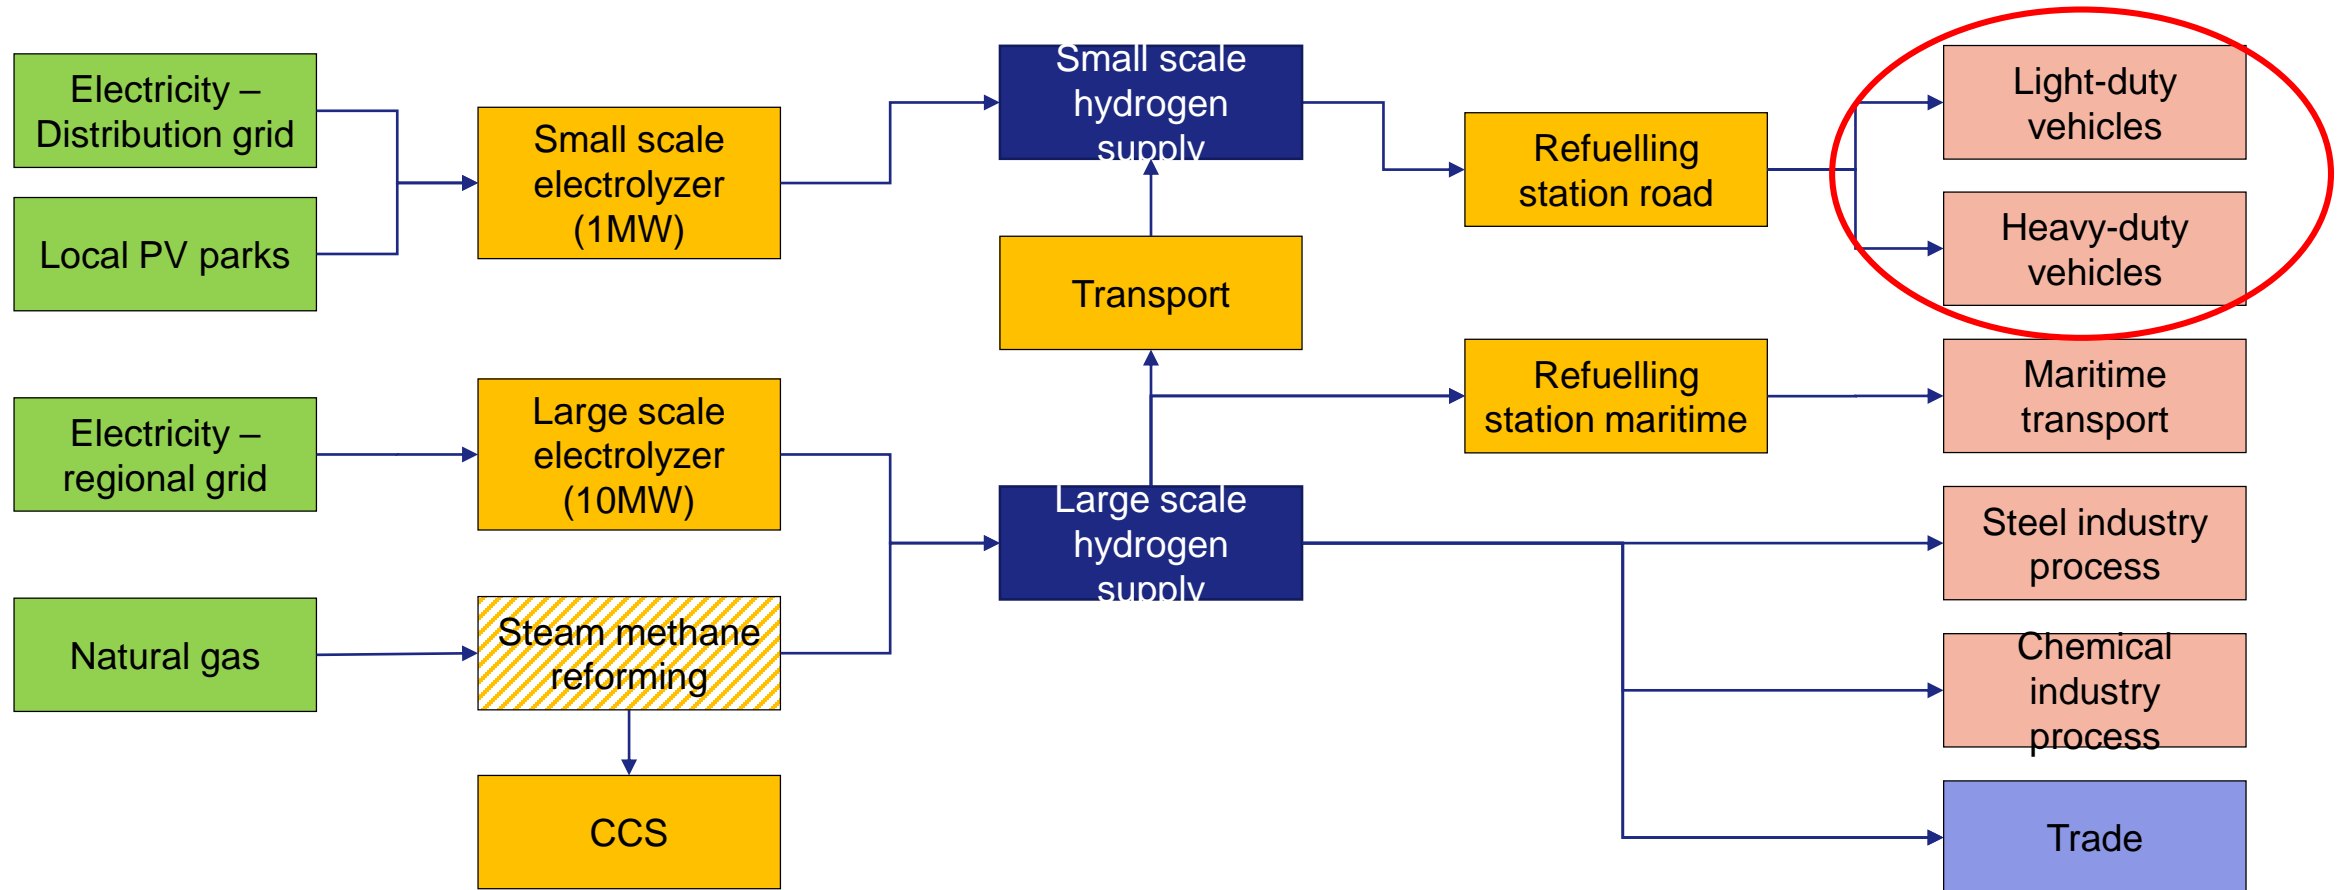 Electricity –
Distribution grid
Local PV parks
Electricity –
regional grid
Natural gas
Small scale
electrolyzer
(1MW)
Large scale
electrolyzer
(10MW)
Steam methane
reforming
CCS
Small scale
hydrogen
supply
Transport
Large scale
hydrogen
supply
Refuelling
station road
Refuelling
station maritime
Light-duty
vehicles
Heavy-duty
vehicles
Maritime
transport
Steel industry
process
Chemical
industry
process
Trade